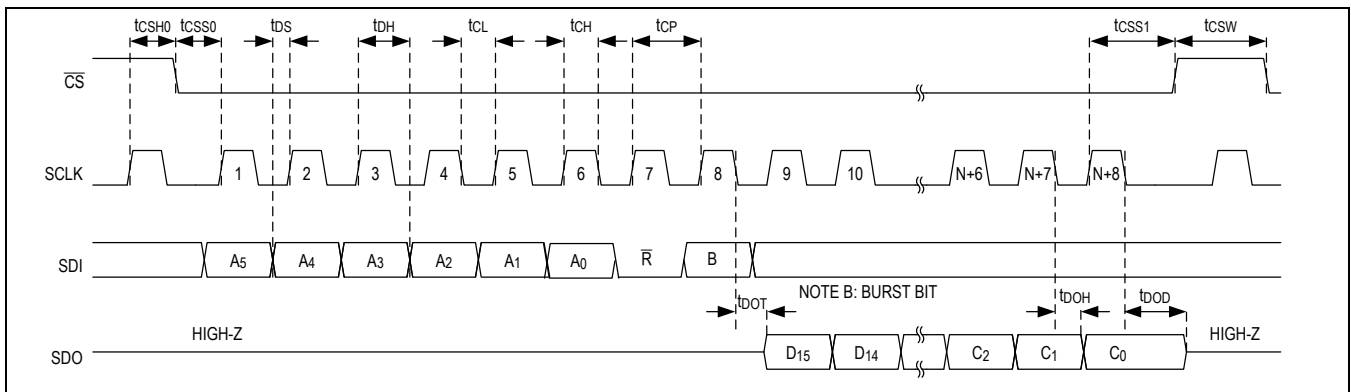 tCSH0 tCSS0 tDS tDH tCL tCH tCP tCSS1 tCSW
CS
SCLK 1 2 3 4 5 6 7 8 9 10 N+6 N+7 N+8
SDI A5 A4 A3 A2 A1 A0 R B
NOTE B: BURST BIT
tDOT tDOH tDOD
HIGH-Z HIGH-Z
SDO D15 D14 C2 C1 C0